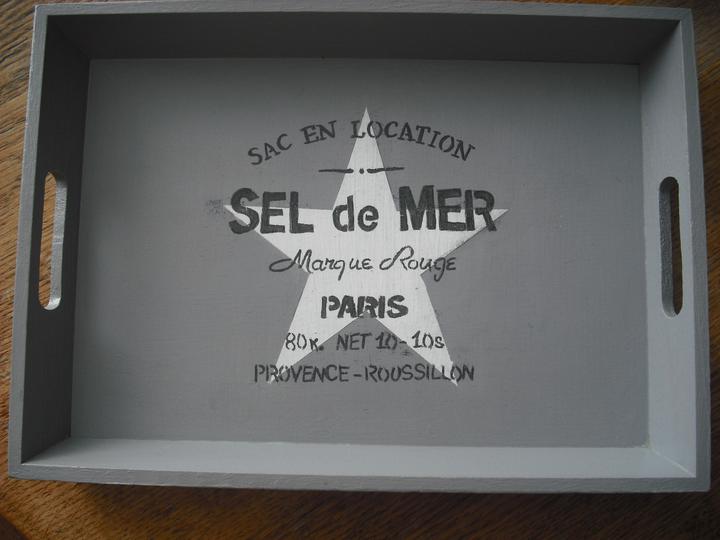 SAC EN LOCATION
SEL de MER
Marque Rouge
PARIS
80K. NET 10-10s
PROVENCE-ROUSSILLON